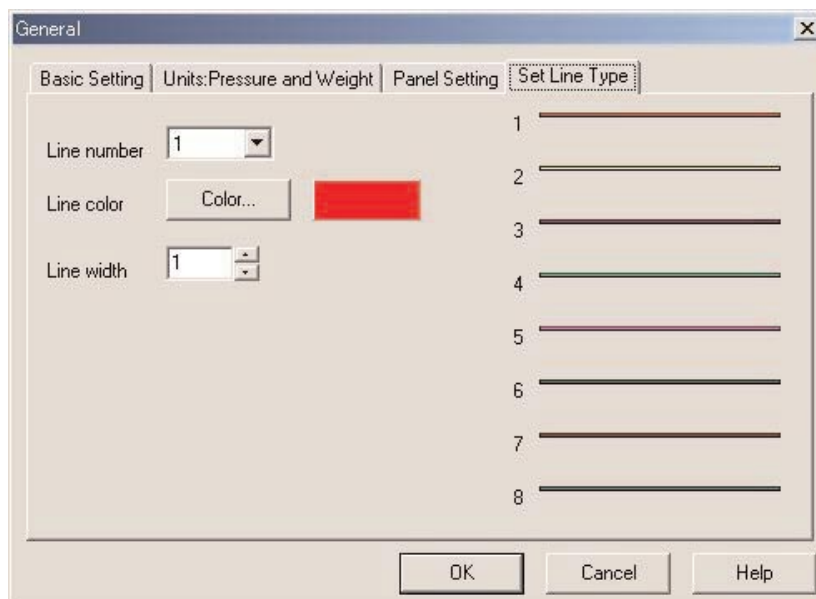 General
Basic Setting
Units:Pressure and Weight
Panel Setting
Set Line Type
Line number
1
Line color
Color...
Line width
1
1
2
3
4
5
6
7
8
OK
Cancel
Help